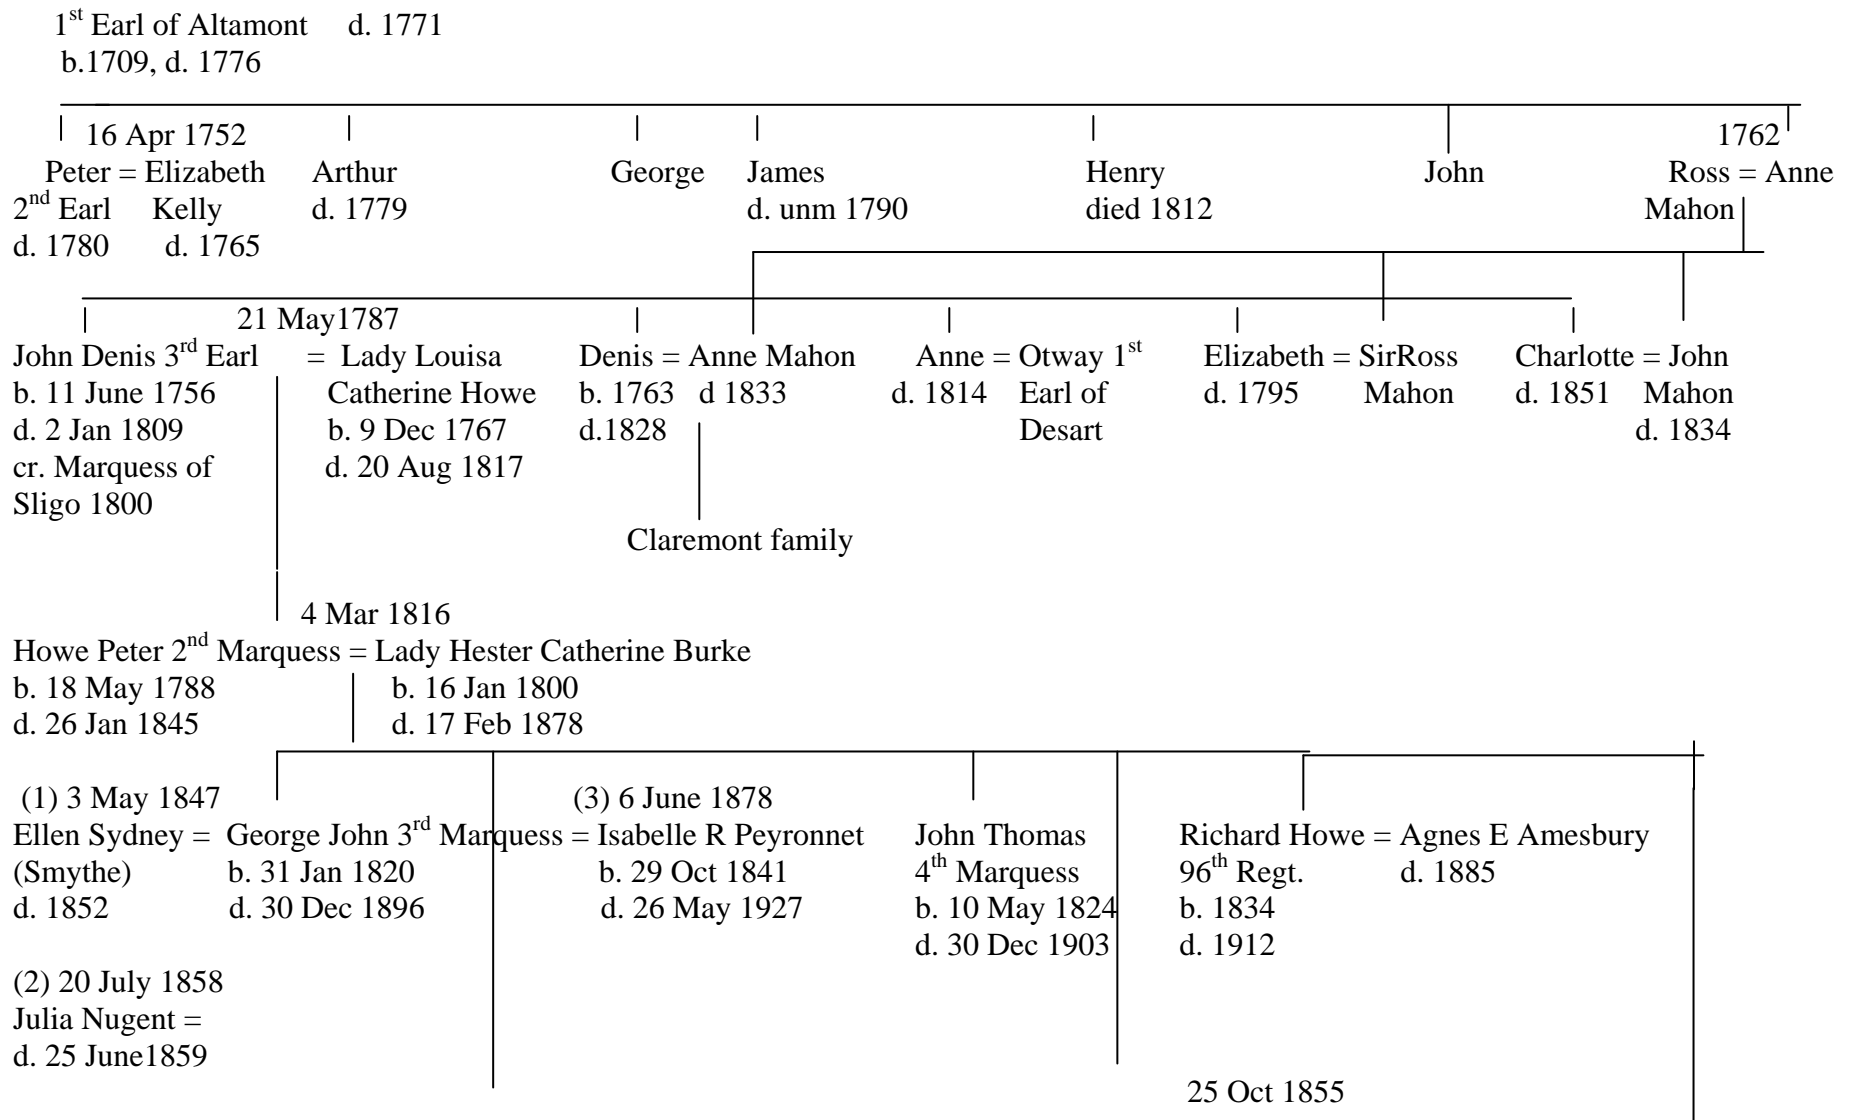 1st Earl of Altamont d. 1771
b.1709, d. 1776
16 Apr 1752 1762
Peter = Elizabeth Arthur George James Henry John Ross = Anne
2nd Earl Kelly d. 1779 d. unm 1790 died 1812 Mahon
d. 1780 d. 1765
21 May1787
John Denis 3rd Earl = Lady Louisa Denis = Anne Mahon Anne = Otway 1st Elizabeth = SirRoss Charlotte = John
b. 11 June 1756 Catherine Howe b. 1763 d 1833 d. 1814 Earl of d. 1795 Mahon d. 1851 Mahon
d. 2 Jan 1809 b. 9 Dec 1767 d.1828 Desart d. 1834
cr. Marquess of d. 20 Aug 1817
Sligo 1800
Claremont family
4 Mar 1816
Howe Peter 2nd Marquess = Lady Hester Catherine Burke
b. 18 May 1788 b. 16 Jan 1800
d. 26 Jan 1845 d. 17 Feb 1878
(1) 3 May 1847 (3) 6 June 1878
Ellen Sydney = George John 3rd Marquess = Isabelle R Peyronnet John Thomas Richard Howe = Agnes E Amesbury
(Smythe) b. 31 Jan 1820 b. 29 Oct 1841 4th Marquess 96th Regt. d. 1885
d. 1852 d. 30 Dec 1896 d. 26 May 1927 b. 10 May 1824 b. 1834
d. 30 Dec 1903 d. 1912
(2) 20 July 1858
Julia Nugent =
d. 25 June1859
25 Oct 1855